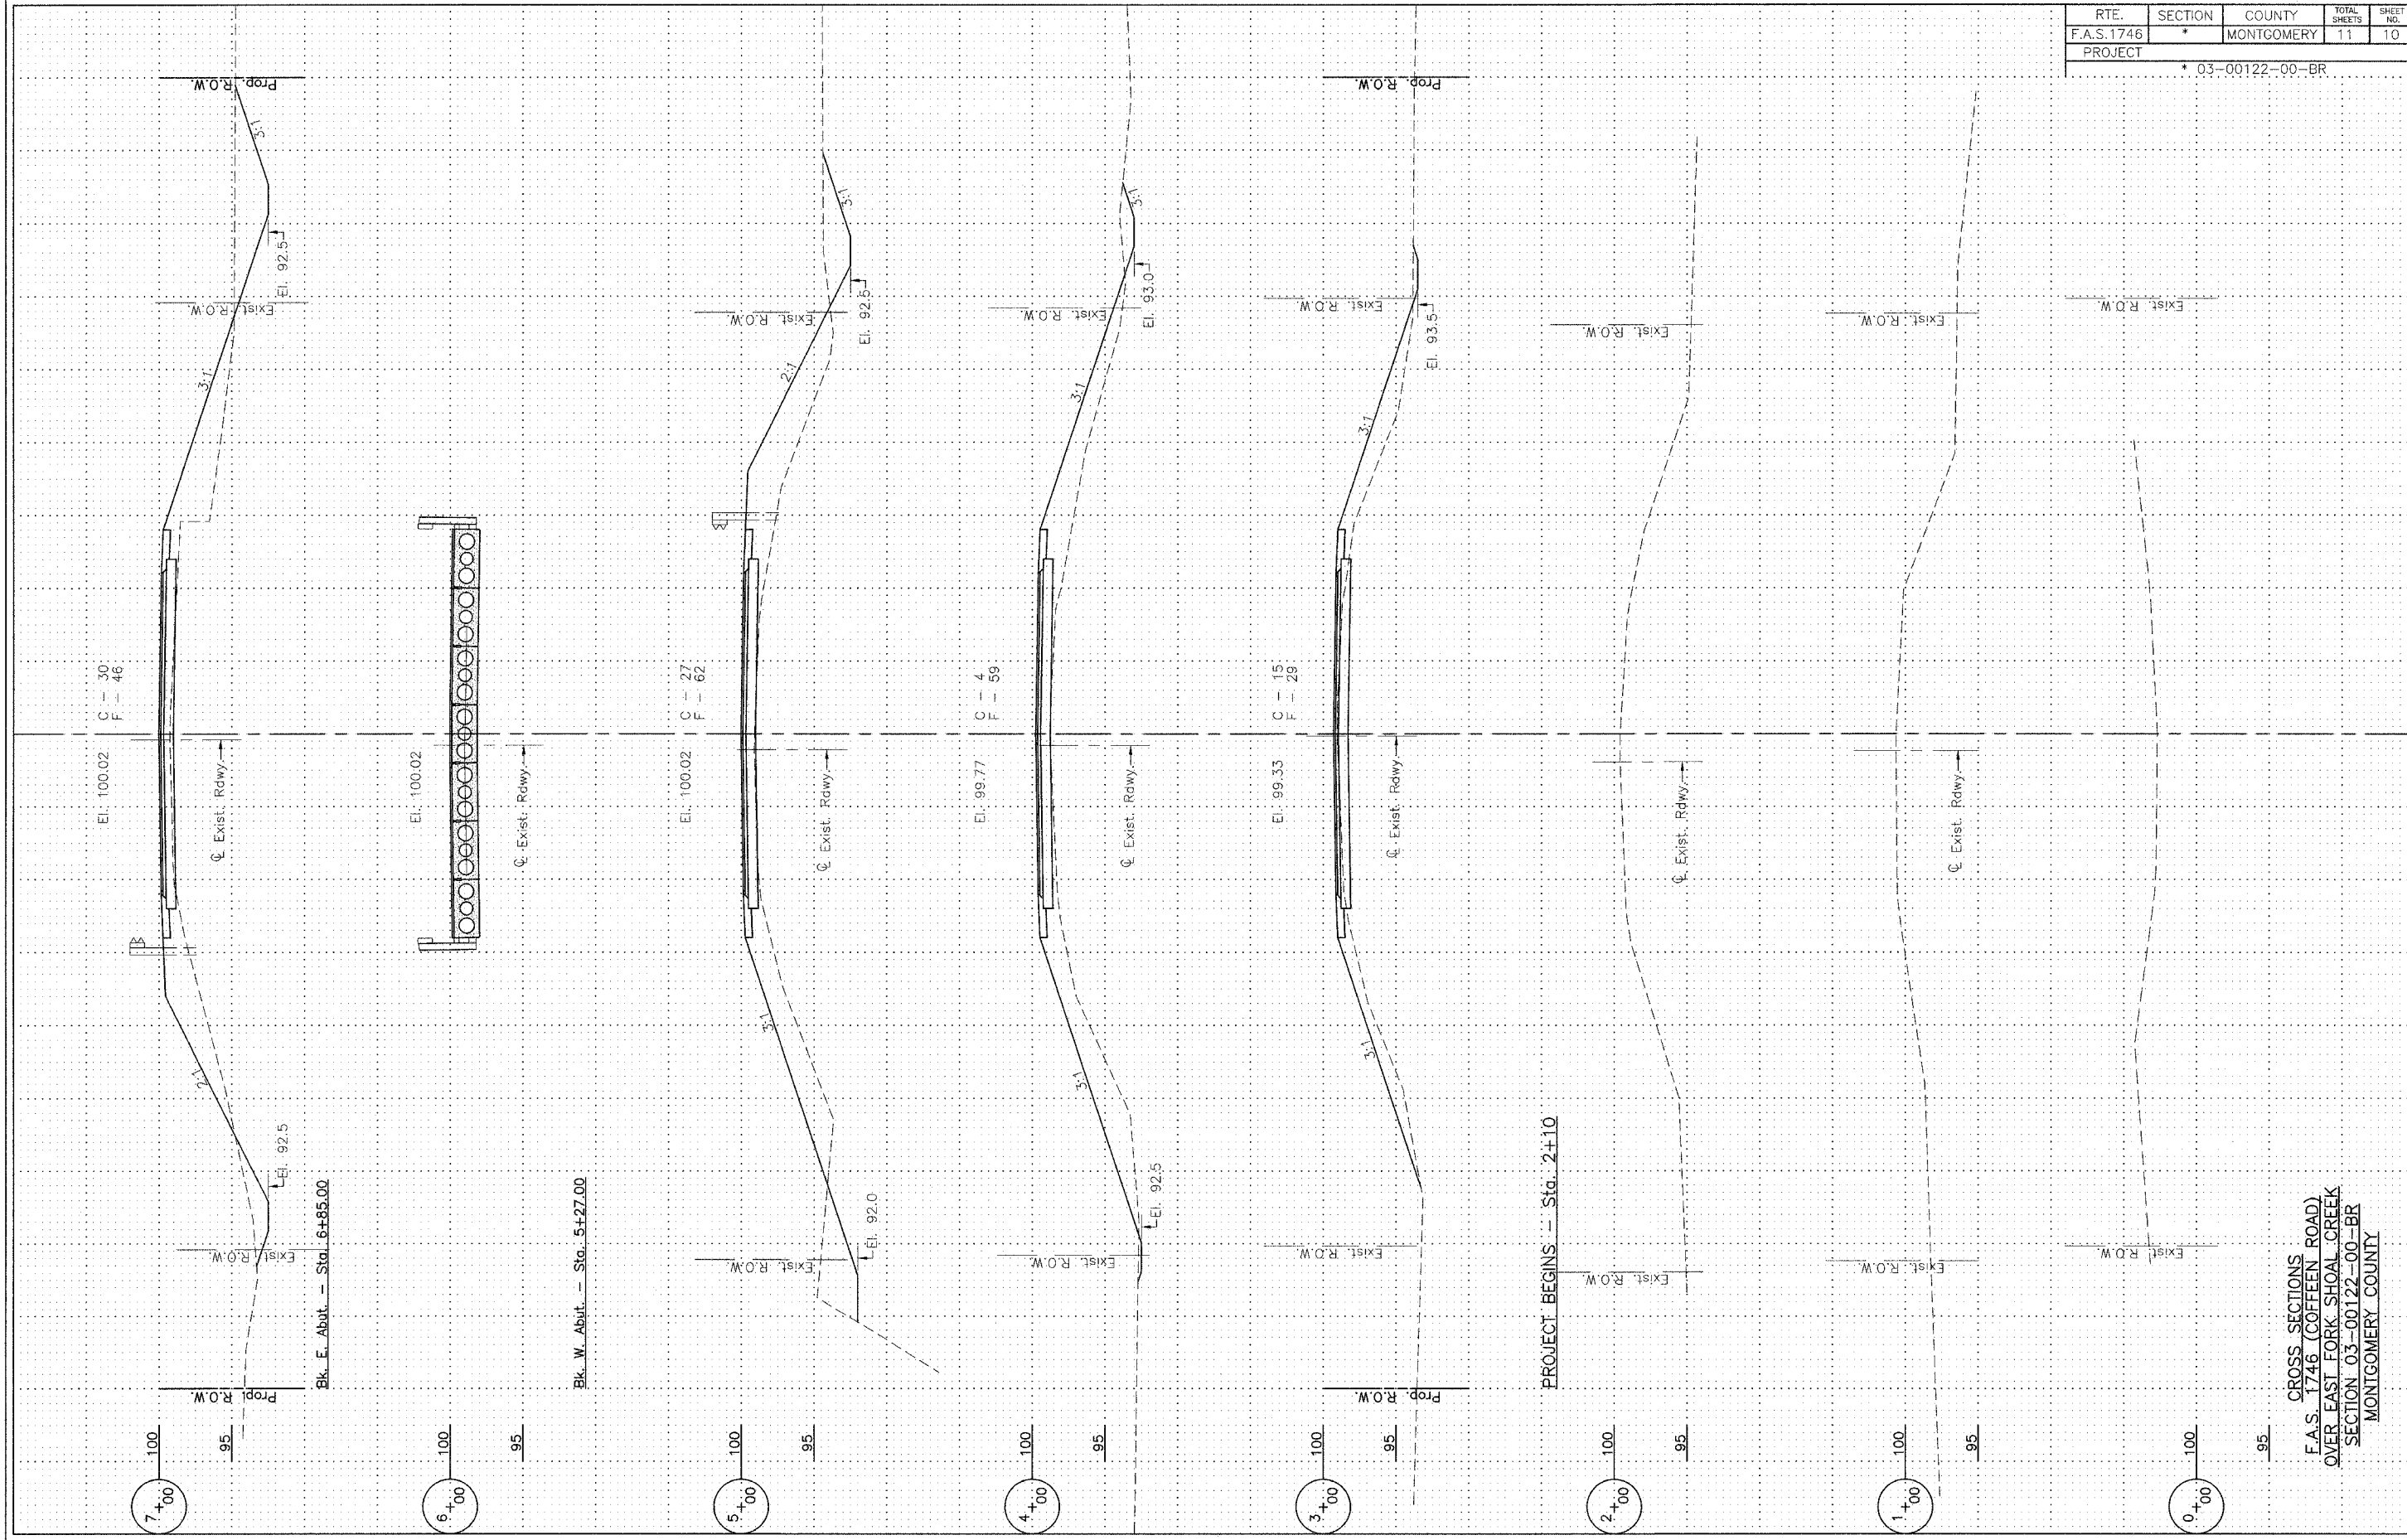 RTE.
SECTION
COUNTY
TOTAL SHEETS
SHEET NO.
F.A.S.1746
*
MONTGOMERY
11
10
PROJECT
* 03-00122-00-BR
7+00
100
95
Prop. R.O.W.
Exist. R.O.W.
El. 92.5
2:1
El. 100.02
C - 30
F - 46
℄ Exist. Rdwy.
3:1
Exist. R.O.W.
El. 92.5
3:1
Prop. R.O.W.
Bk. E. Abut. - Sta. 6+85.00
6+00
100
95
El. 100.02
℄ Exist. Rdwy.
Bk. W. Abut. - Sta. 5+27.00
5+00
100
95
Exist. R.O.W.
El. 92.0
3:1
El. 100.02
C - 27
F - 62
℄ Exist. Rdwy.
2:1
Exist. R.O.W.
El. 92.5
3:1
4+00
100
95
Exist. R.O.W.
El. 92.5
3:1
El. 99.77
C - 4
F - 59
℄ Exist. Rdwy.
3:1
Exist. R.O.W.
El. 93.0
3:1
3+00
100
95
Prop. R.O.W.
Exist. R.O.W.
3:1
El. 99.33
C - 15
F - 29
℄ Exist. Rdwy.
3:1
Exist. R.O.W.
El. 93.5
Prop. R.O.W.
PROJECT BEGINS - Sta. 2+10
2+00
100
95
Exist. R.O.W.
℄ Exist. Rdwy.
Exist. R.O.W.
1+00
100
95
Exist. R.O.W.
℄ Exist. Rdwy.
Exist. R.O.W.
0+00
100
95
Exist. R.O.W.
Exist. R.O.W.
CROSS SECTIONS
F.A.S. 1746 (COFFEEN ROAD)
OVER EAST FORK SHOAL CREEK
SECTION 03-00122-00-BR
MONTGOMERY COUNTY